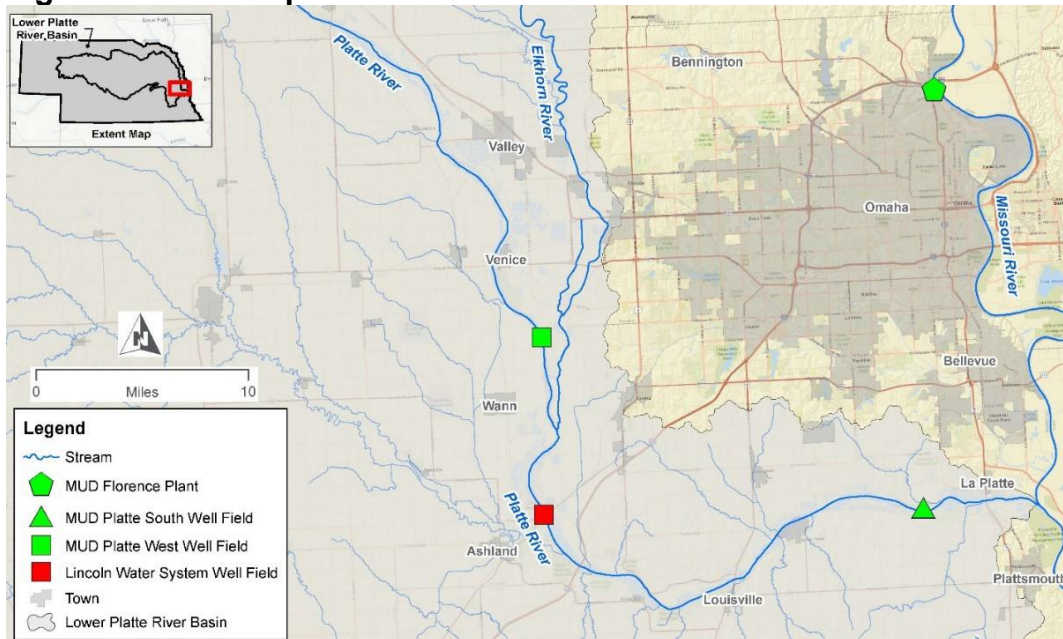 Lower Platte
River Basin
Extent Map
Platte River
Elkhorn River
Bennington
Valley
Omaha
Omaha
Missouri River
Venice
N
0
10
Miles
Bellevue
Wann
Legend
Stream
MUD Florence Plant
MUD Platte South Well Field
MUD Platte West Well Field
Lincoln Water System Well Field
Town
Lower Platte River Basin
Platte River
Ashland
La Platte
Louisville
Plattsmouth